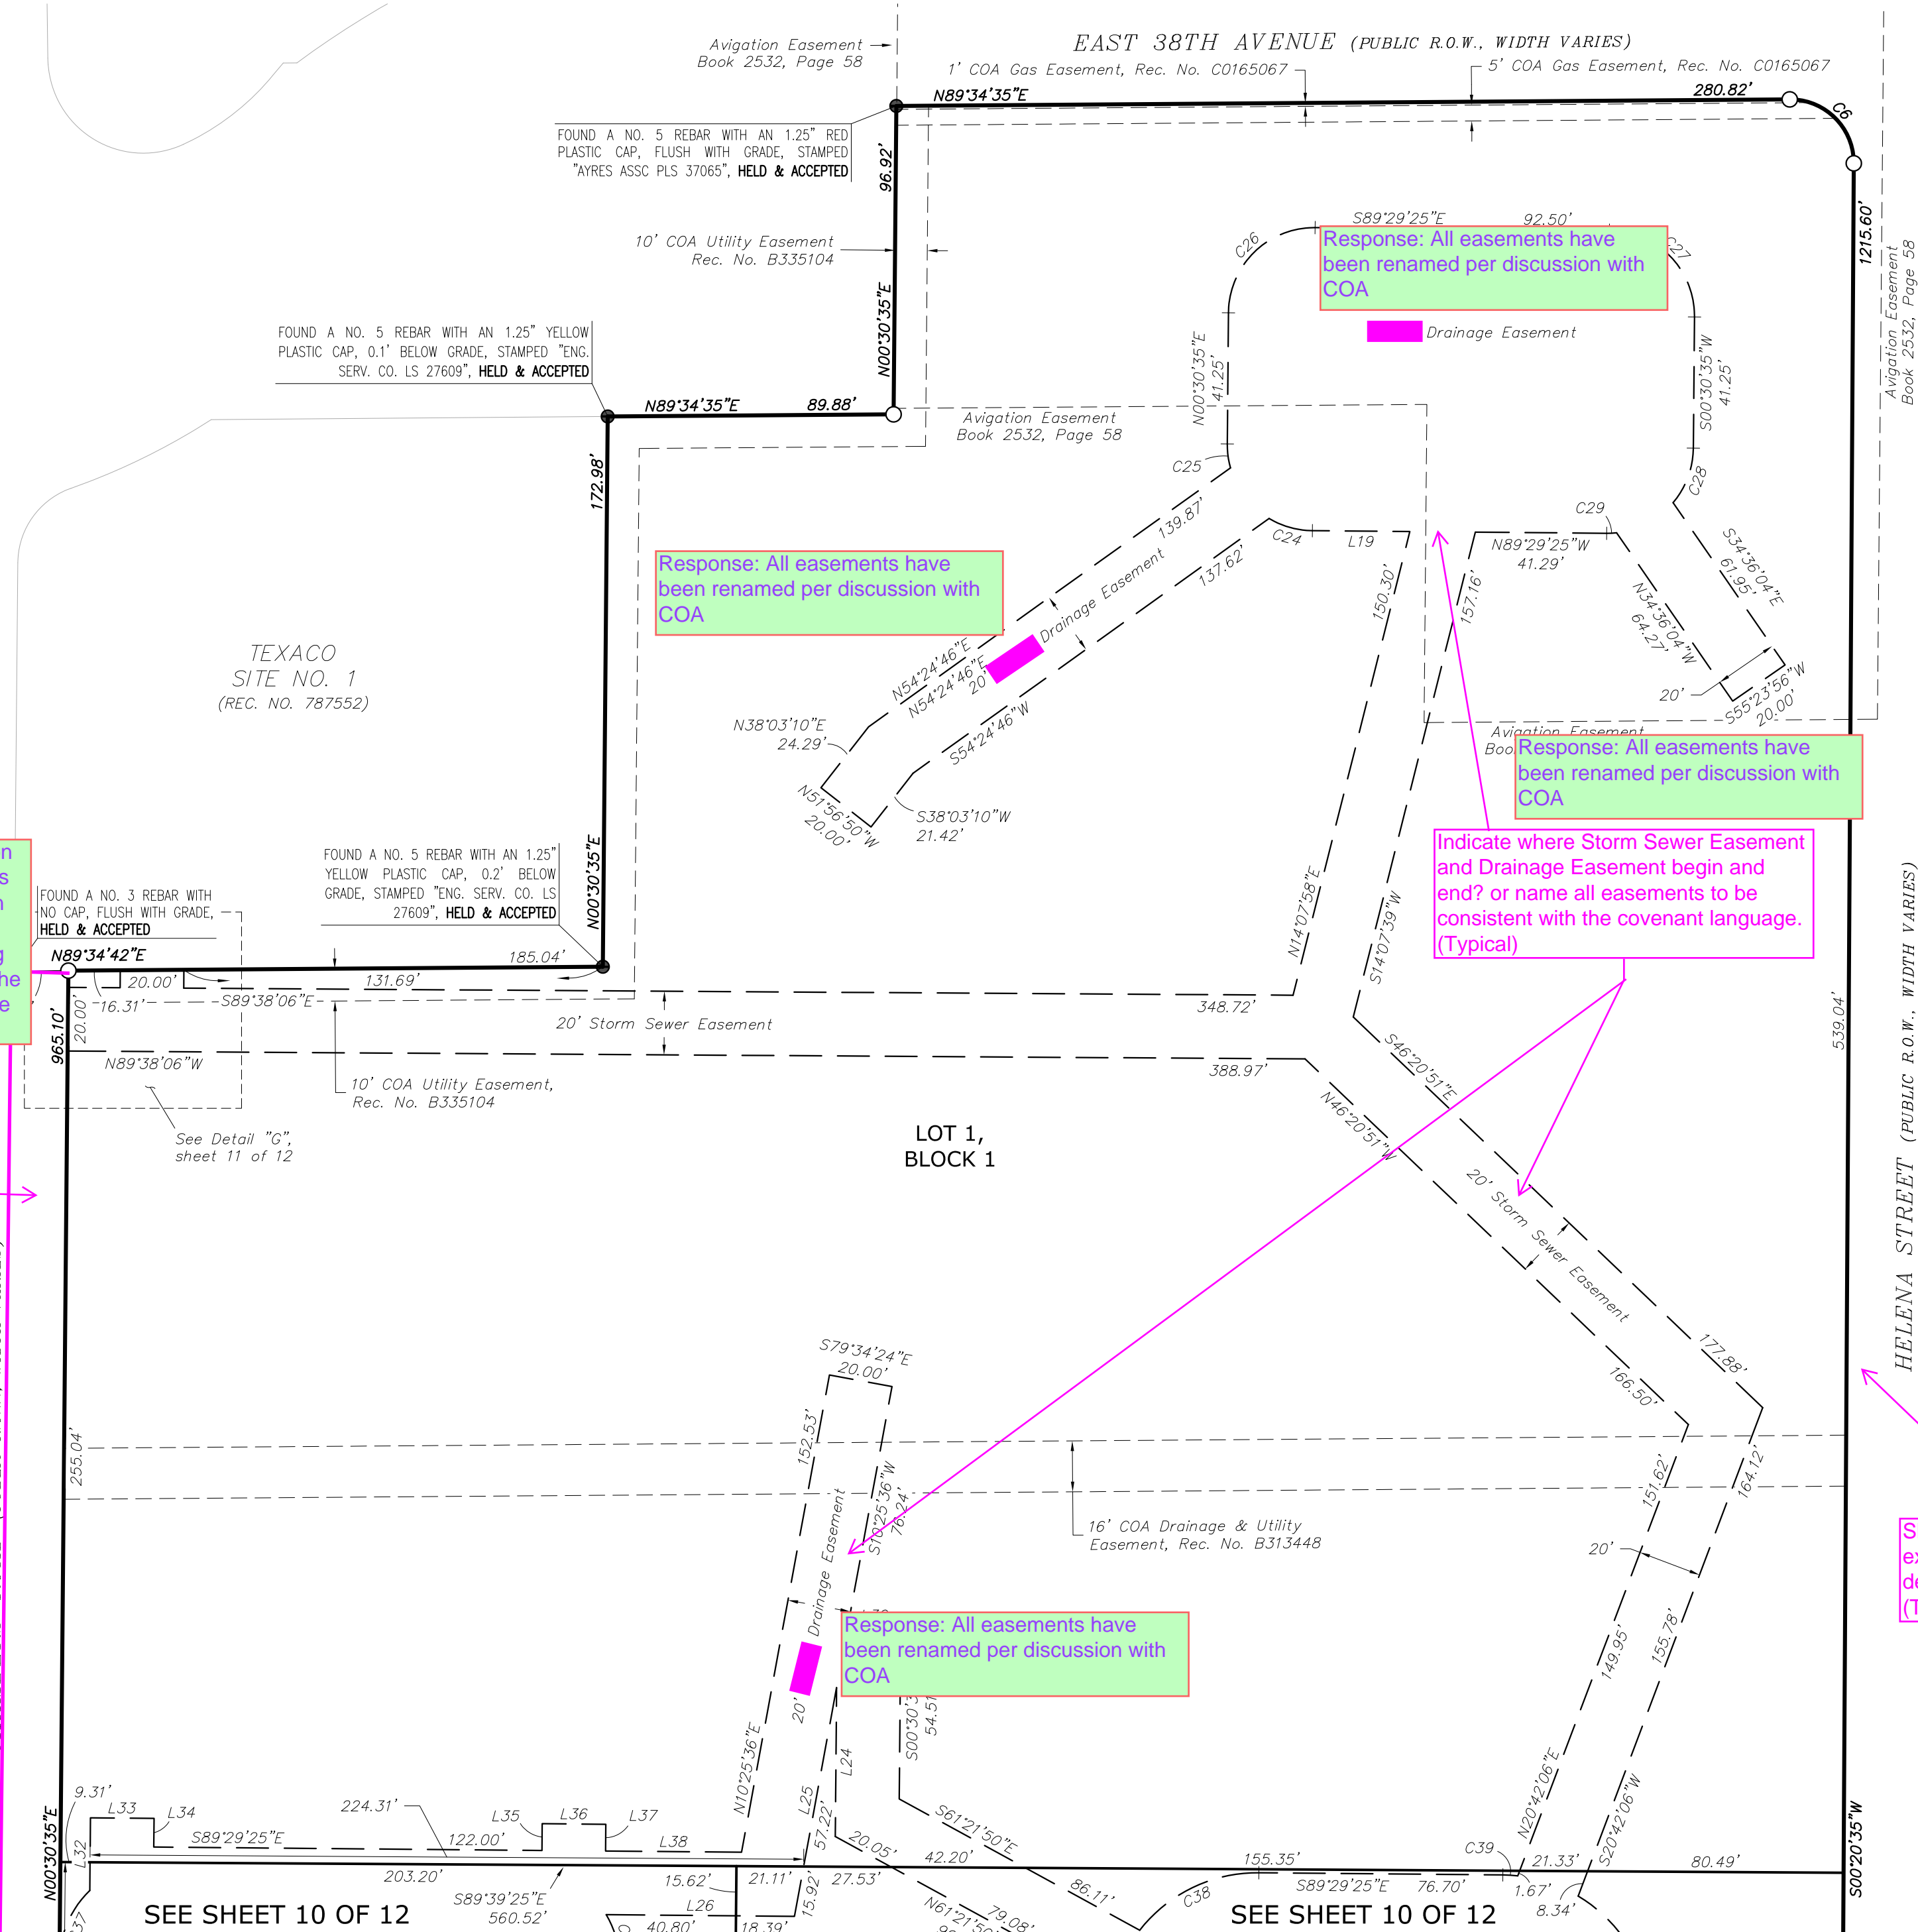 EAST 38TH AVENUE (PUBLIC R.O.W., WIDTH VARIES)
Avigation Easement
Book 2532, Page 58
1' COA Gas Easement, Rec. No. C0165067
5' COA Gas Easement, Rec. No. C0165067
N89°34'35"E
280.82'
C6
FOUND A NO. 5 REBAR WITH AN 1.25" RED
PLASTIC CAP, FLUSH WITH GRADE, STAMPED
"AYRES ASSC PLS 37065", HELD & ACCEPTED
96.92'
N00°30'35"E
1215.60'
Avigation Easement
Book 2532, Page 58
10' COA Utility Easement
Rec. No. B335104
S89°29'25"E
92.50'
C26
C27
Response: All easements have
been renamed per discussion with
COA
Drainage Easement
N00°30'35"E
41.25'
S00°30'35"W
41.25'
FOUND A NO. 5 REBAR WITH AN 1.25" YELLOW
PLASTIC CAP, 0.1' BELOW GRADE, STAMPED "ENG.
SERV. CO. LS 27609", HELD & ACCEPTED
N89°34'35"E
89.88'
Avigation Easement
Book 2532, Page 58
172.98'
N00°30'35"E
C25
139.87'
C24
L19
C28
C29
N89°29'25"W
41.29'
S34°36'04"E
61.95'
N34°36'04"W
64.27'
S55°23'56"W
20.00'
20'
Response: All easements have
been renamed per discussion with
COA
Drainage Easement
137.62'
N54°24'46"E
N54°24'46"E
20'
S54°24'46"W
N38°03'10"E
24.29'
N51°56'50"W
20.00'
S38°03'10"W
21.42'
150.30'
157.16'
N14°07'58"E
S14°07'39"W
TEXACO
SITE NO. 1
(REC. NO. 787552)
Avigation Easement
Response: All easements have
been renamed per discussion with
COA
Indicate where Storm Sewer Easement
and Drainage Easement begin and
end? or name all easements to be
consistent with the covenant language.
(Typical)
FOUND A NO. 3 REBAR WITH
NO CAP, FLUSH WITH GRADE,
HELD & ACCEPTED
FOUND A NO. 5 REBAR WITH AN 1.25"
YELLOW PLASTIC CAP, 0.2' BELOW
GRADE, STAMPED "ENG. SERV. CO. LS
27609", HELD & ACCEPTED
N89°34'42"E
185.04'
20.00'
131.69'
16.31'
S89°38'06"E
348.72'
20.00'
965.10'
20' Storm Sewer Easement
N89°38'06"W
388.97'
10' COA Utility Easement,
Rec. No. B335104
See Detail "G",
sheet 11 of 12
LOT 1,
BLOCK 1
S46°20'51"E
N46°20'51"W
20' Storm Sewer Easement
177.88'
166.50'
539.04'
HELENA STREET (PUBLIC R.O.W., WIDTH VARIES)
S79°34'24"E
20.00'
152.53'
255.04'
S10°25'36"W
76.24'
Drainage Easement
20'
16' COA Drainage & Utility
Easement, Rec. No. B313448
151.62'
164.12'
20'
149.95'
155.78'
Response: All easements have
been renamed per discussion with
COA
54.51'
N10°25'36"E
L24
L25
57.22'
S61°21'50"E
N20°42'06"E
S20°42'06"W
S00°20'35"W
N00°30'35"E
9.31'
L33
L34
L32
224.31'
S89°29'25"E
122.00'
L35
L36
L37
L38
20.05'
42.20'
155.35'
C39
21.33'
80.49'
203.20'
S89°39'25"E
560.52'
15.62'
21.11'
27.53'
15.92'
L26
40.80'
18.39'
86.11'
79.08'
C38
S89°29'25"E
76.70'
1.67'
8.34'
SEE SHEET 10 OF 12
SEE SHEET 10 OF 12